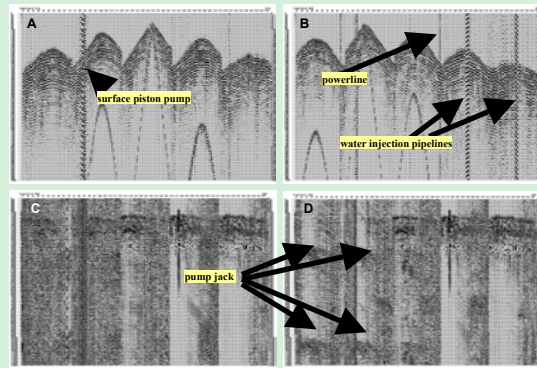 A
surface piston pump
B
powerline
water injection pipelines
C
pump jack
D